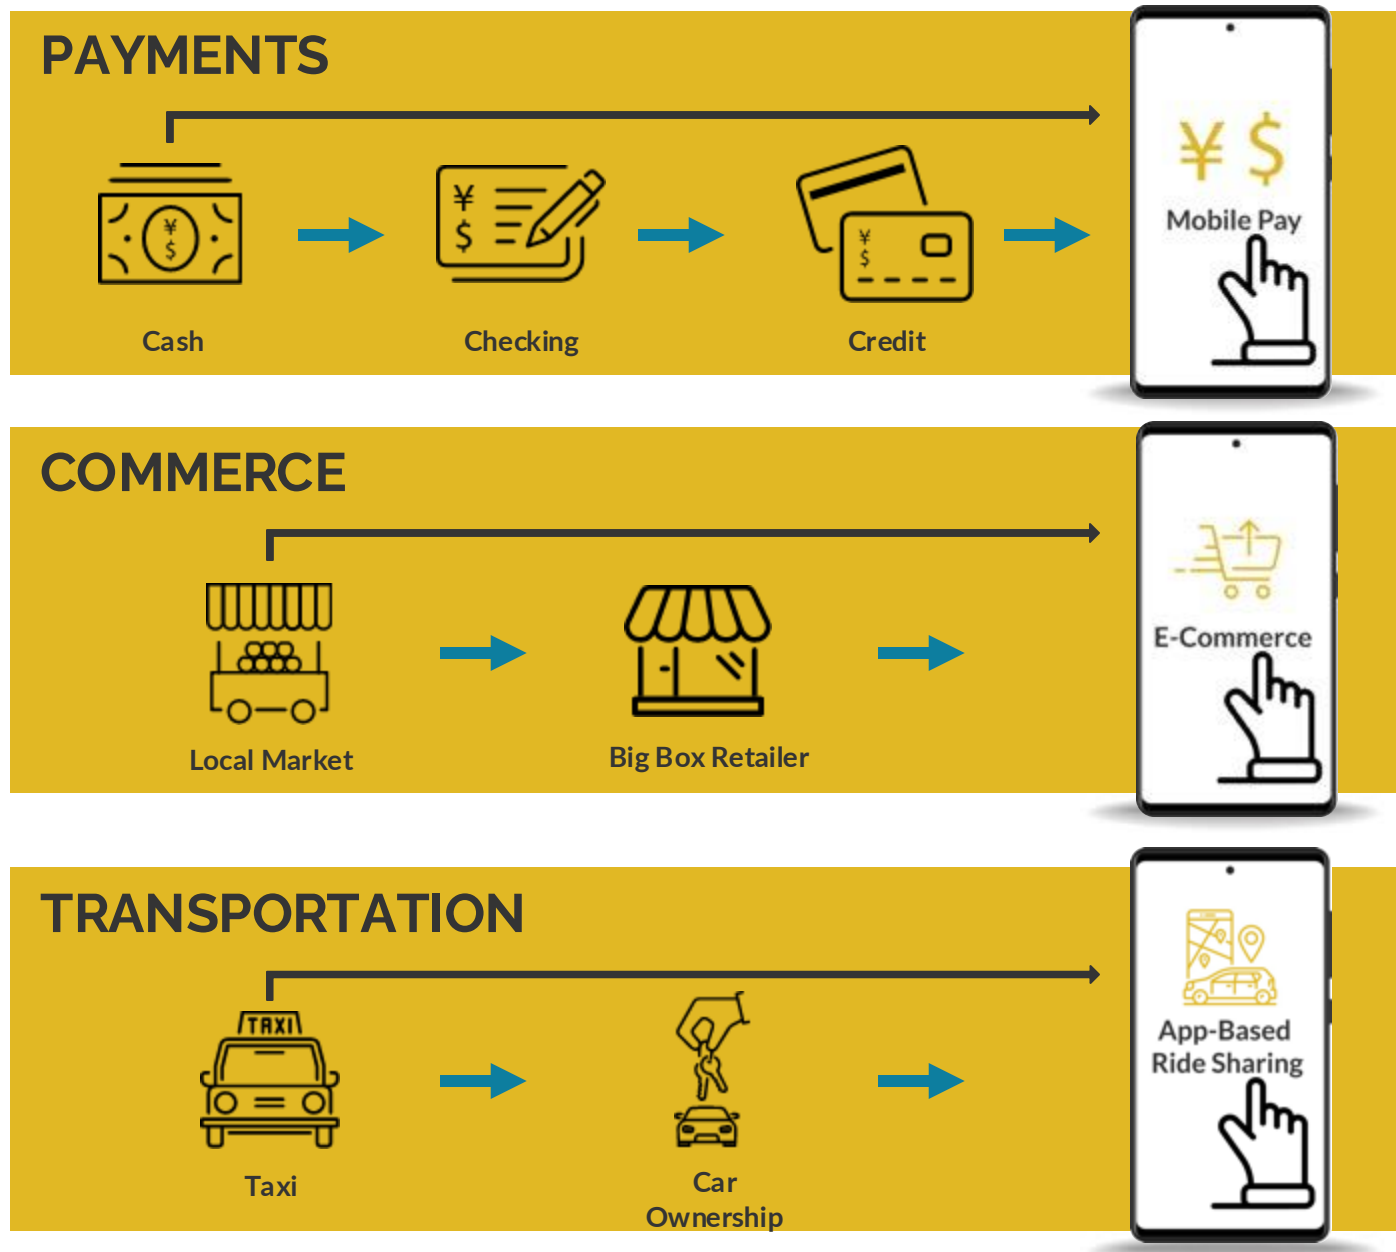 PAYMENTS
¥ $
Mobile Pay
¥
$
¥
$
¥
$
Cash
Checking
Credit
COMMERCE
E-Commerce
Local Market
Big Box Retailer
TRANSPORTATION
TAXI
App-Based
Ride Sharing
Taxi
Car
Ownership